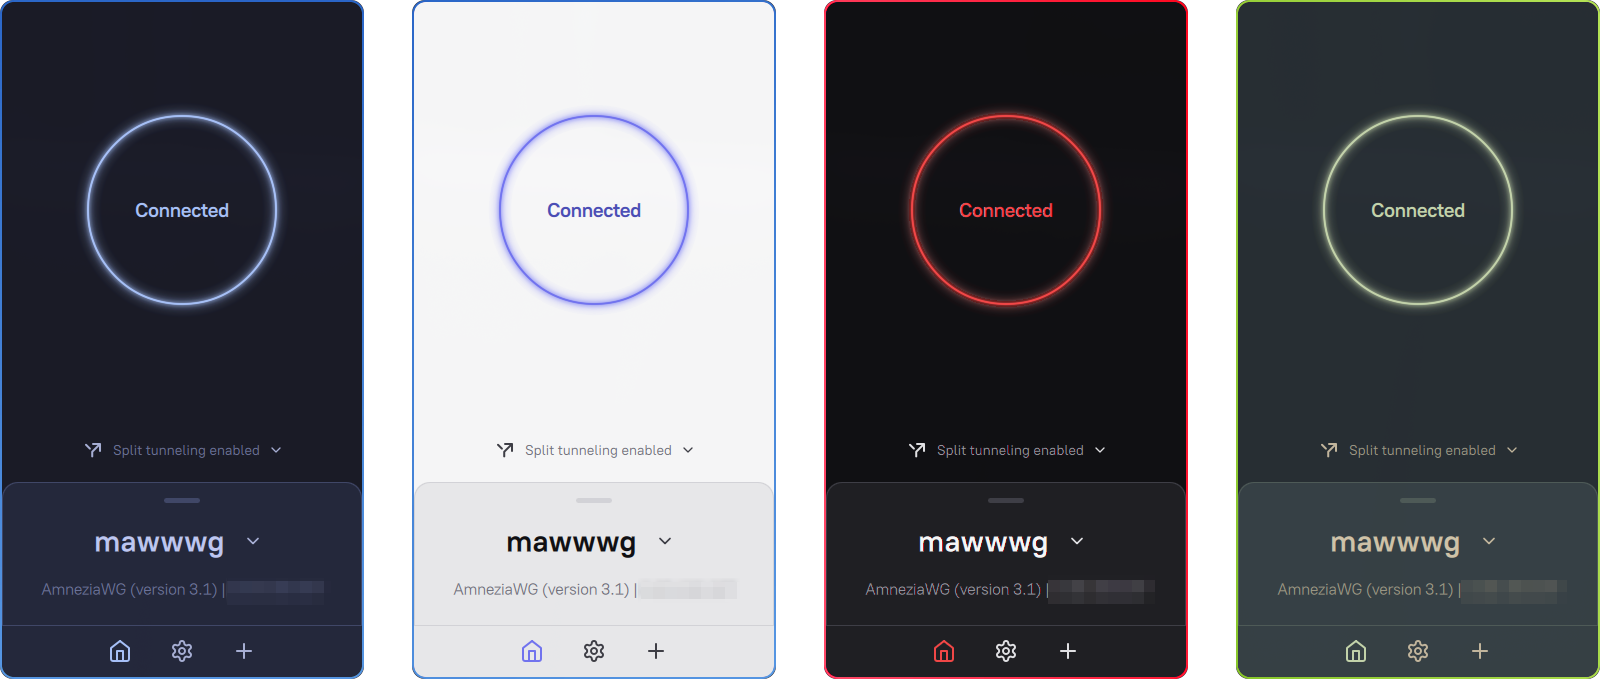 Connected
Split tunneling enabled
mawwwg
AmneziaWG (version 3.1) |
Connected
Split tunneling enabled
mawwwg
AmneziaWG (version 3.1) |
Connected
Split tunneling enabled
mawwwg
AmneziaWG (version 3.1) |
Connected
Split tunneling enabled
mawwwg
AmneziaWG (version 3.1) |